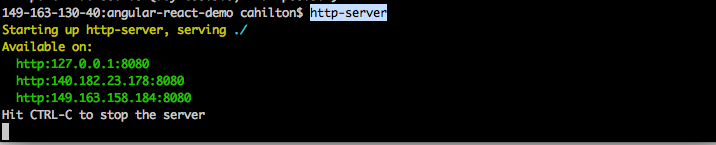 149-163-130-40:angular-react-demo cahilton$ http-server
Starting up http-server, serving ./
Available on:
http:127.0.0.1:8080
http:140.182.23.178:8080
http:149.163.158.184:8080
Hit CTRL-C to stop the server